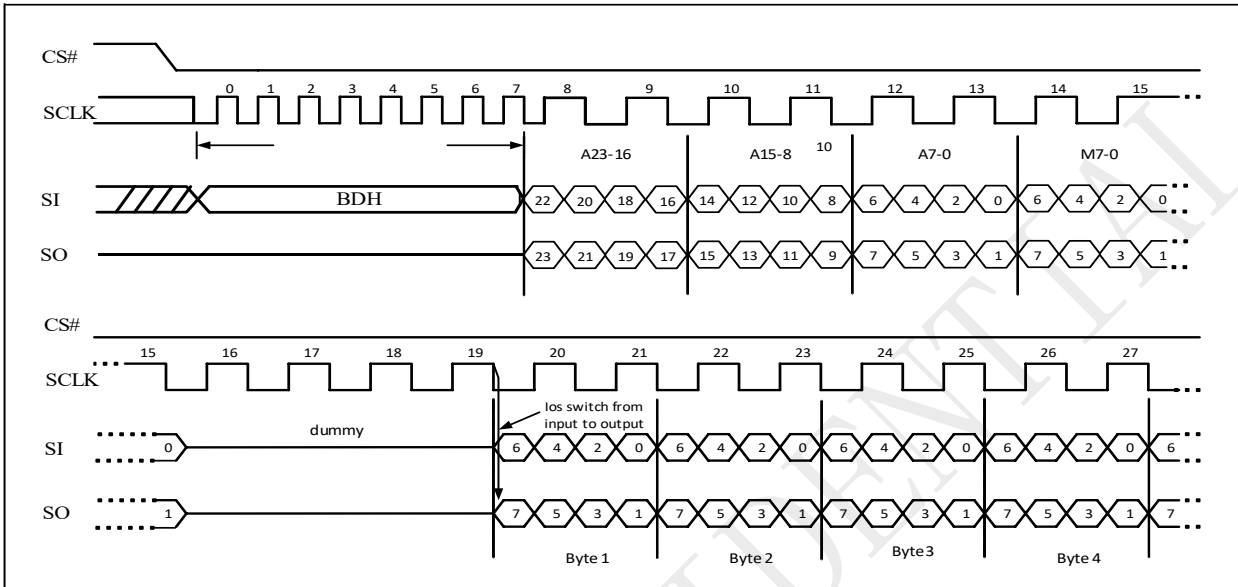 CS#
0 1 2 3 4 5 6 7 8 9 10 11 12 13 14 15
SCLK
A23-16 A15-8 10 A7-0 M7-0
SI BDH 22 20 18 16 14 12 10 8 6 4 2 0 6 4 2 0
SO 23 21 19 17 15 13 11 9 7 5 3 1 7 5 3 1
CS#
15 16 17 18 19 20 21 22 23 24 25 26 27
SCLK
Ios switch from
input to output
dummy
SI 0 6 4 2 0 6 4 2 0 6 4 2 0 6 4 2 0 6
SO 1 7 5 3 1 7 5 3 1 7 5 3 1 7 5 3 1 7
Byte 1 Byte 2 Byte 3 Byte 4